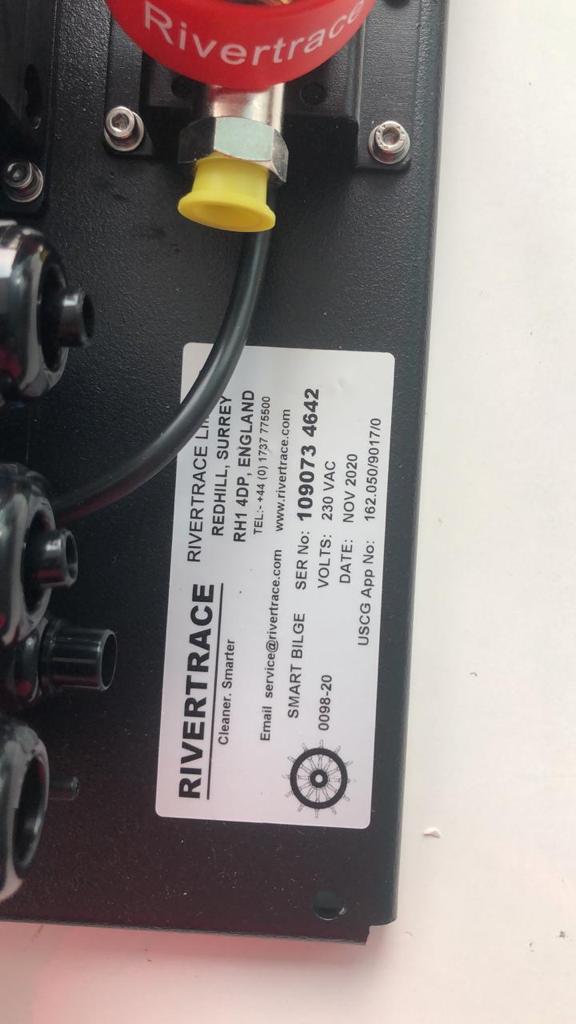 Rivertrace
RIVERTRACE
Cleaner. Smarter
RIVERTRACE
REDHILL, SURREY
RH1 4DP, ENGLAND
TEL:- +44 (0) 1737 775500
Email service@rivertrace.com www.rivertrace.com
SMART BILGE SER No: 109073 4642
0098-20 VOLTS: 230 VAC
DATE: NOV 2020
USCG App No: 162.050/9017/0